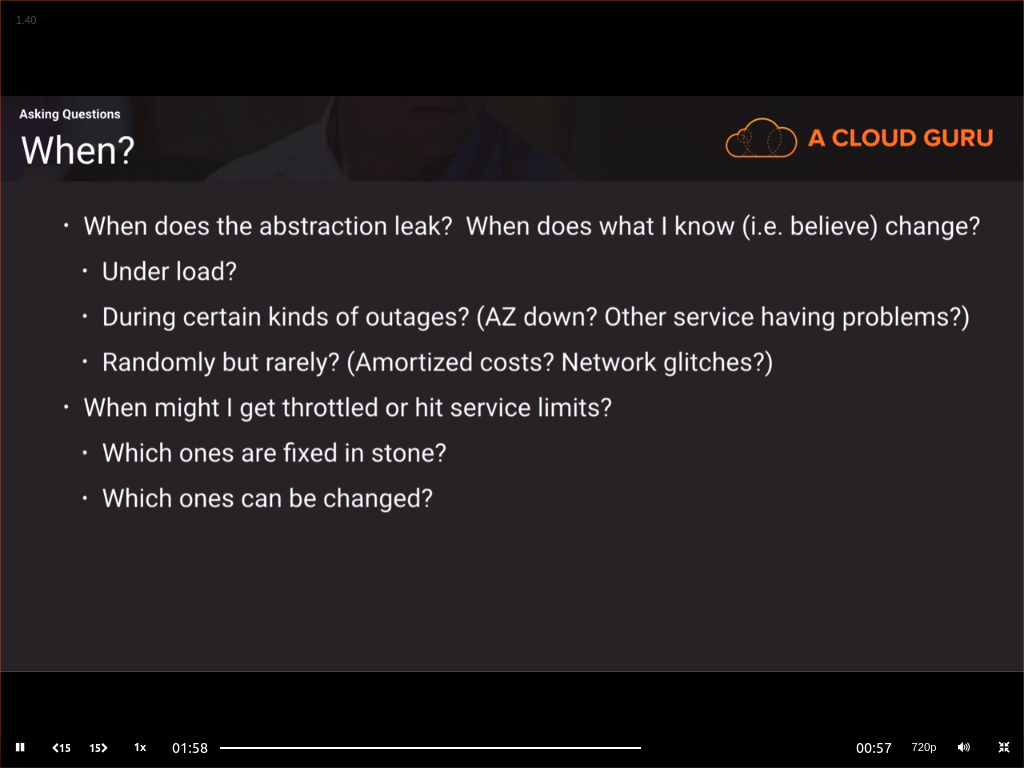 1.40
Asking Questions
When?
A CLOUD GURU
· When does the abstraction leak?  When does what I know (i.e. believe) change?
· Under load?
· During certain kinds of outages? (AZ down? Other service having problems?)
· Randomly but rarely? (Amortized costs? Network glitches?)
· When might I get throttled or hit service limits?
· Which ones are fixed in stone?
· Which ones can be changed?
15 15 1x 01:58 00:57 720p